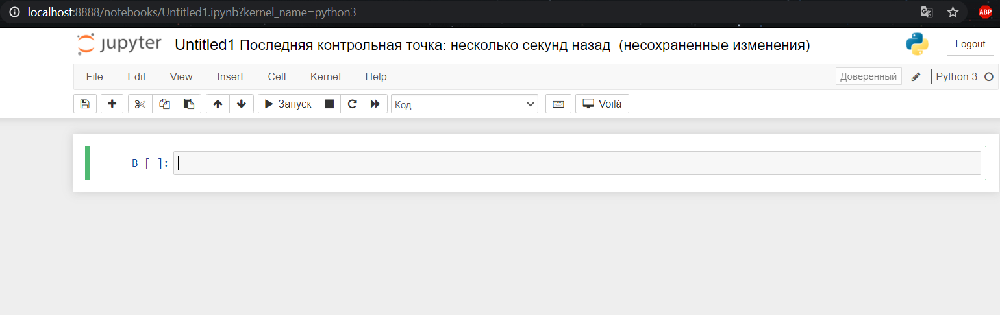 localhost:8888/notebooks/Untitled1.ipynb?kernel_name=python3 ABP
jupyter Untitled1 Последняя контрольная точка: несколько секунд назад (несохраненные изменения) Logout
File Edit View Insert Cell Kernel Help Доверенный Python 3
Запуск Код Voilà
В [ ]: